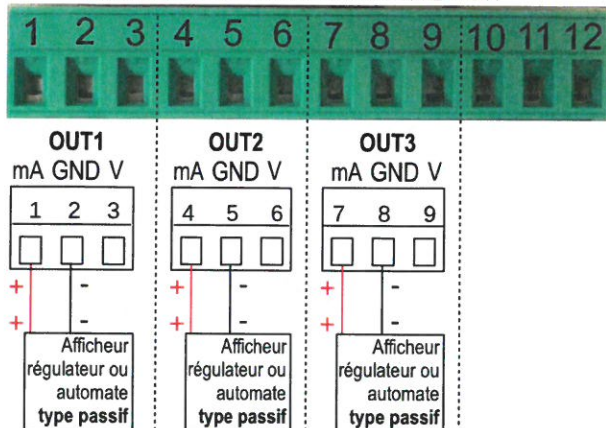 1 2 3 4 5 6 7 8 9 10 11 12
OUT1 OUT2 OUT3
mA GND V mA GND V mA GND V
1 2 3 4 5 6 7 8 9
+ - + - + -
+ - + - + -
Afficheur Afficheur Afficheur
régulateur ou régulateur ou régulateur ou
automate automate automate
type passif type passif type passif